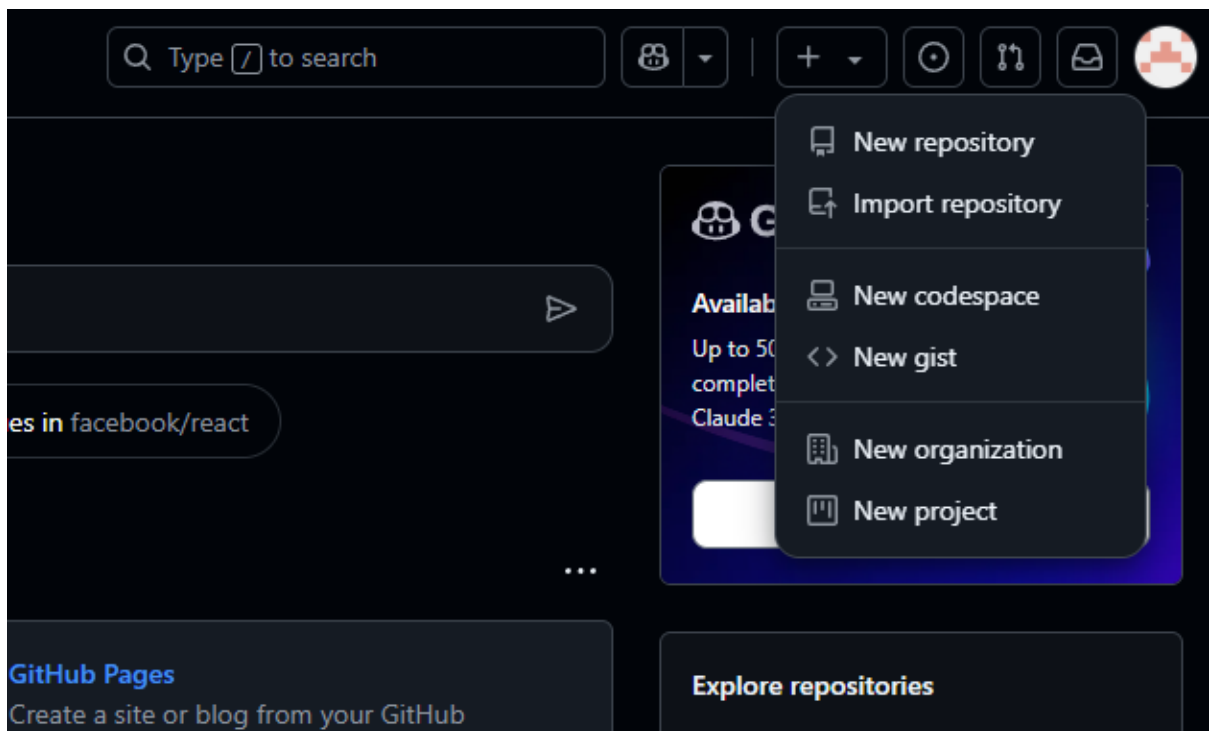 Type / to search
New repository
Import repository
New codespace
New gist
New organization
New project
G
Availab
Up to 50
complet
Claude 3
es in facebook/react
...
GitHub Pages
Create a site or blog from your GitHub
Explore repositories